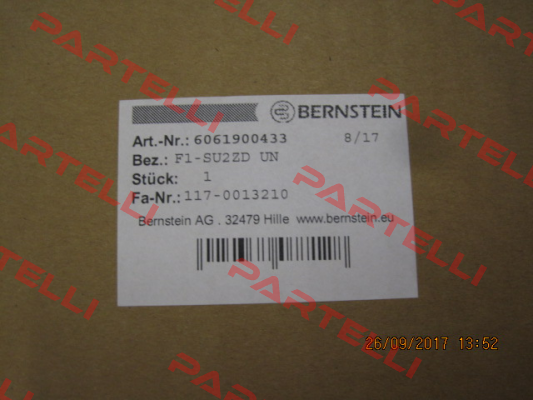 BERNSTEIN
Art.-Nr.: 6061900433 8/17
Bez.: F1-SU2ZD UN
Stück: 1
Fa-Nr.: 117-0013210
Bernstein AG . 32479 Hille www.bernstein.eu
26/09/2017 13:52
PARTELLI
PARTELLI
PARTELLI
PARTELLI
PARTELLI
PARTELLI